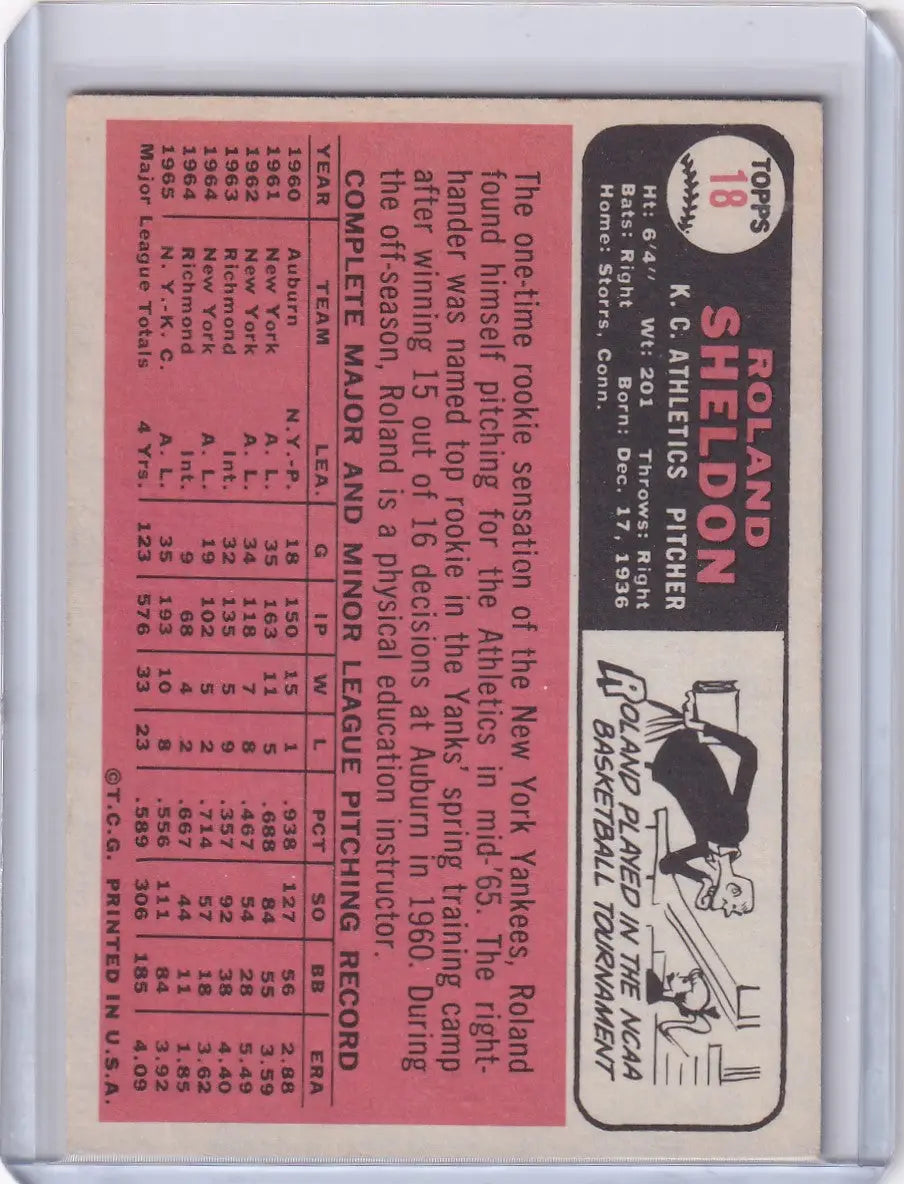 TOPPS
18
ROLAND
SHELDON
K. C. ATHLETICS PITCHER
Ht: 6'4" Wt: 201 Throws: Right
Bats: Right Born: Dec. 17, 1936
Home: Storrs, Conn.
ROLAND PLAYED IN THE NCAA
BASKETBALL TOURNAMENT
The one-time rookie sensation of the New York Yankees, Roland
found himself pitching for the Athletics in mid-'65. The right-
hander was named top rookie in the Yanks' spring training camp
after winning 15 out of 16 decisions at Auburn in 1960. During
the off-season, Roland is a physical education instructor.
COMPLETE MAJOR AND MINOR LEAGUE PITCHING RECORD
YEAR TEAM LEA. G IP W L PCT SO BB ERA
1960 Auburn N.Y.-P. 18 150 15 1 .938 127 56 2.88
1961 New York A. L. 35 163 11 5 .688 84 55 3.59
1962 New York A. L. 34 118 7 8 .467 54 28 5.49
1963 Richmond Int. 32 135 5 9 .357 92 38 4.40
1964 New York A. L. 19 102 5 2 .714 57 18 3.62
1964 Richmond Int. 9 68 4 2 .667 44 11 1.85
1965 N. Y.-K. C. A. L. 35 193 10 8 .556 111 84 3.92
Major League Totals 4 Yrs. 123 576 33 23 .589 306 185 4.09
©T.C.G. PRINTED IN U.S.A.